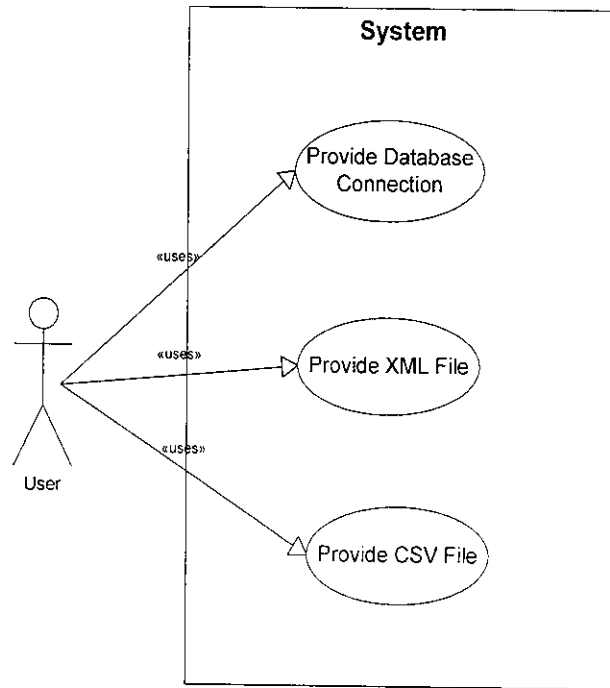 System
Provide Database
Connection
«uses»
«uses»
Provide XML File
«uses»
User
Provide CSV File